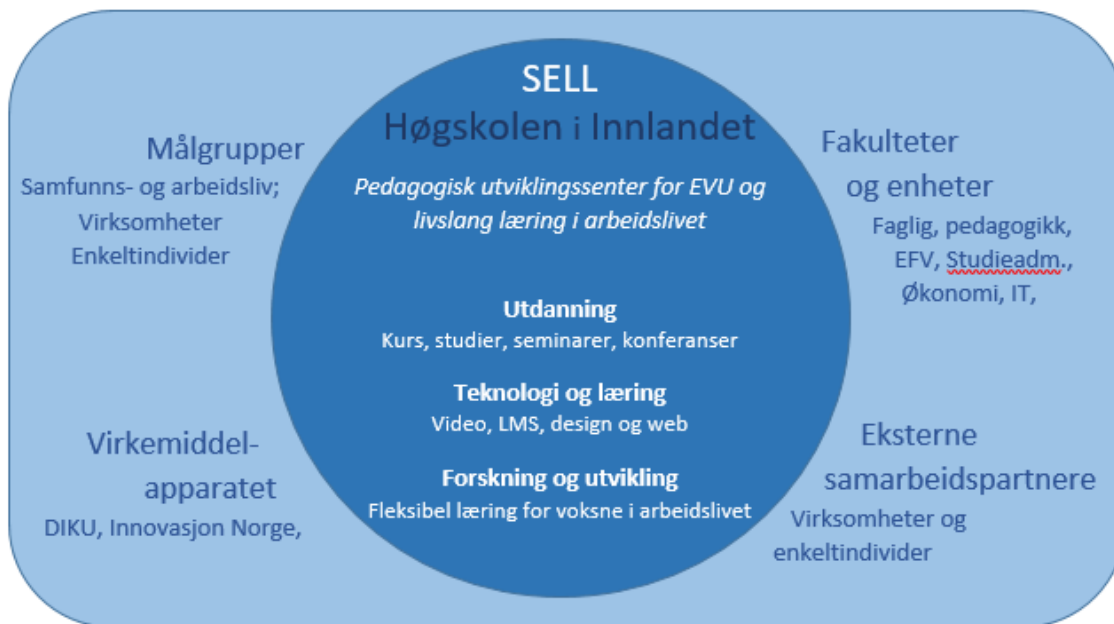 SELL
Høgskolen i Innlandet
Pedagogisk utviklingssenter for EVU og
livslang læring i arbeidslivet
Utdanning
Kurs, studier, seminarer, konferanser
Teknologi og læring
Video, LMS, design og web
Forskning og utvikling
Fleksibel læring for voksne i arbeidslivet
Målgrupper
Samfunns- og arbeidsliv;
Virksomheter
Enkeltindivider
Fakulteter
og enheter
Faglig, pedagogikk,
EFV, Studieadm.,
Økonomi, IT,
Virkemiddel-
apparatet
DIKU, Innovasjon Norge,
Eksterne
samarbeidspartnere
Virksomheter og
enkeltindivider